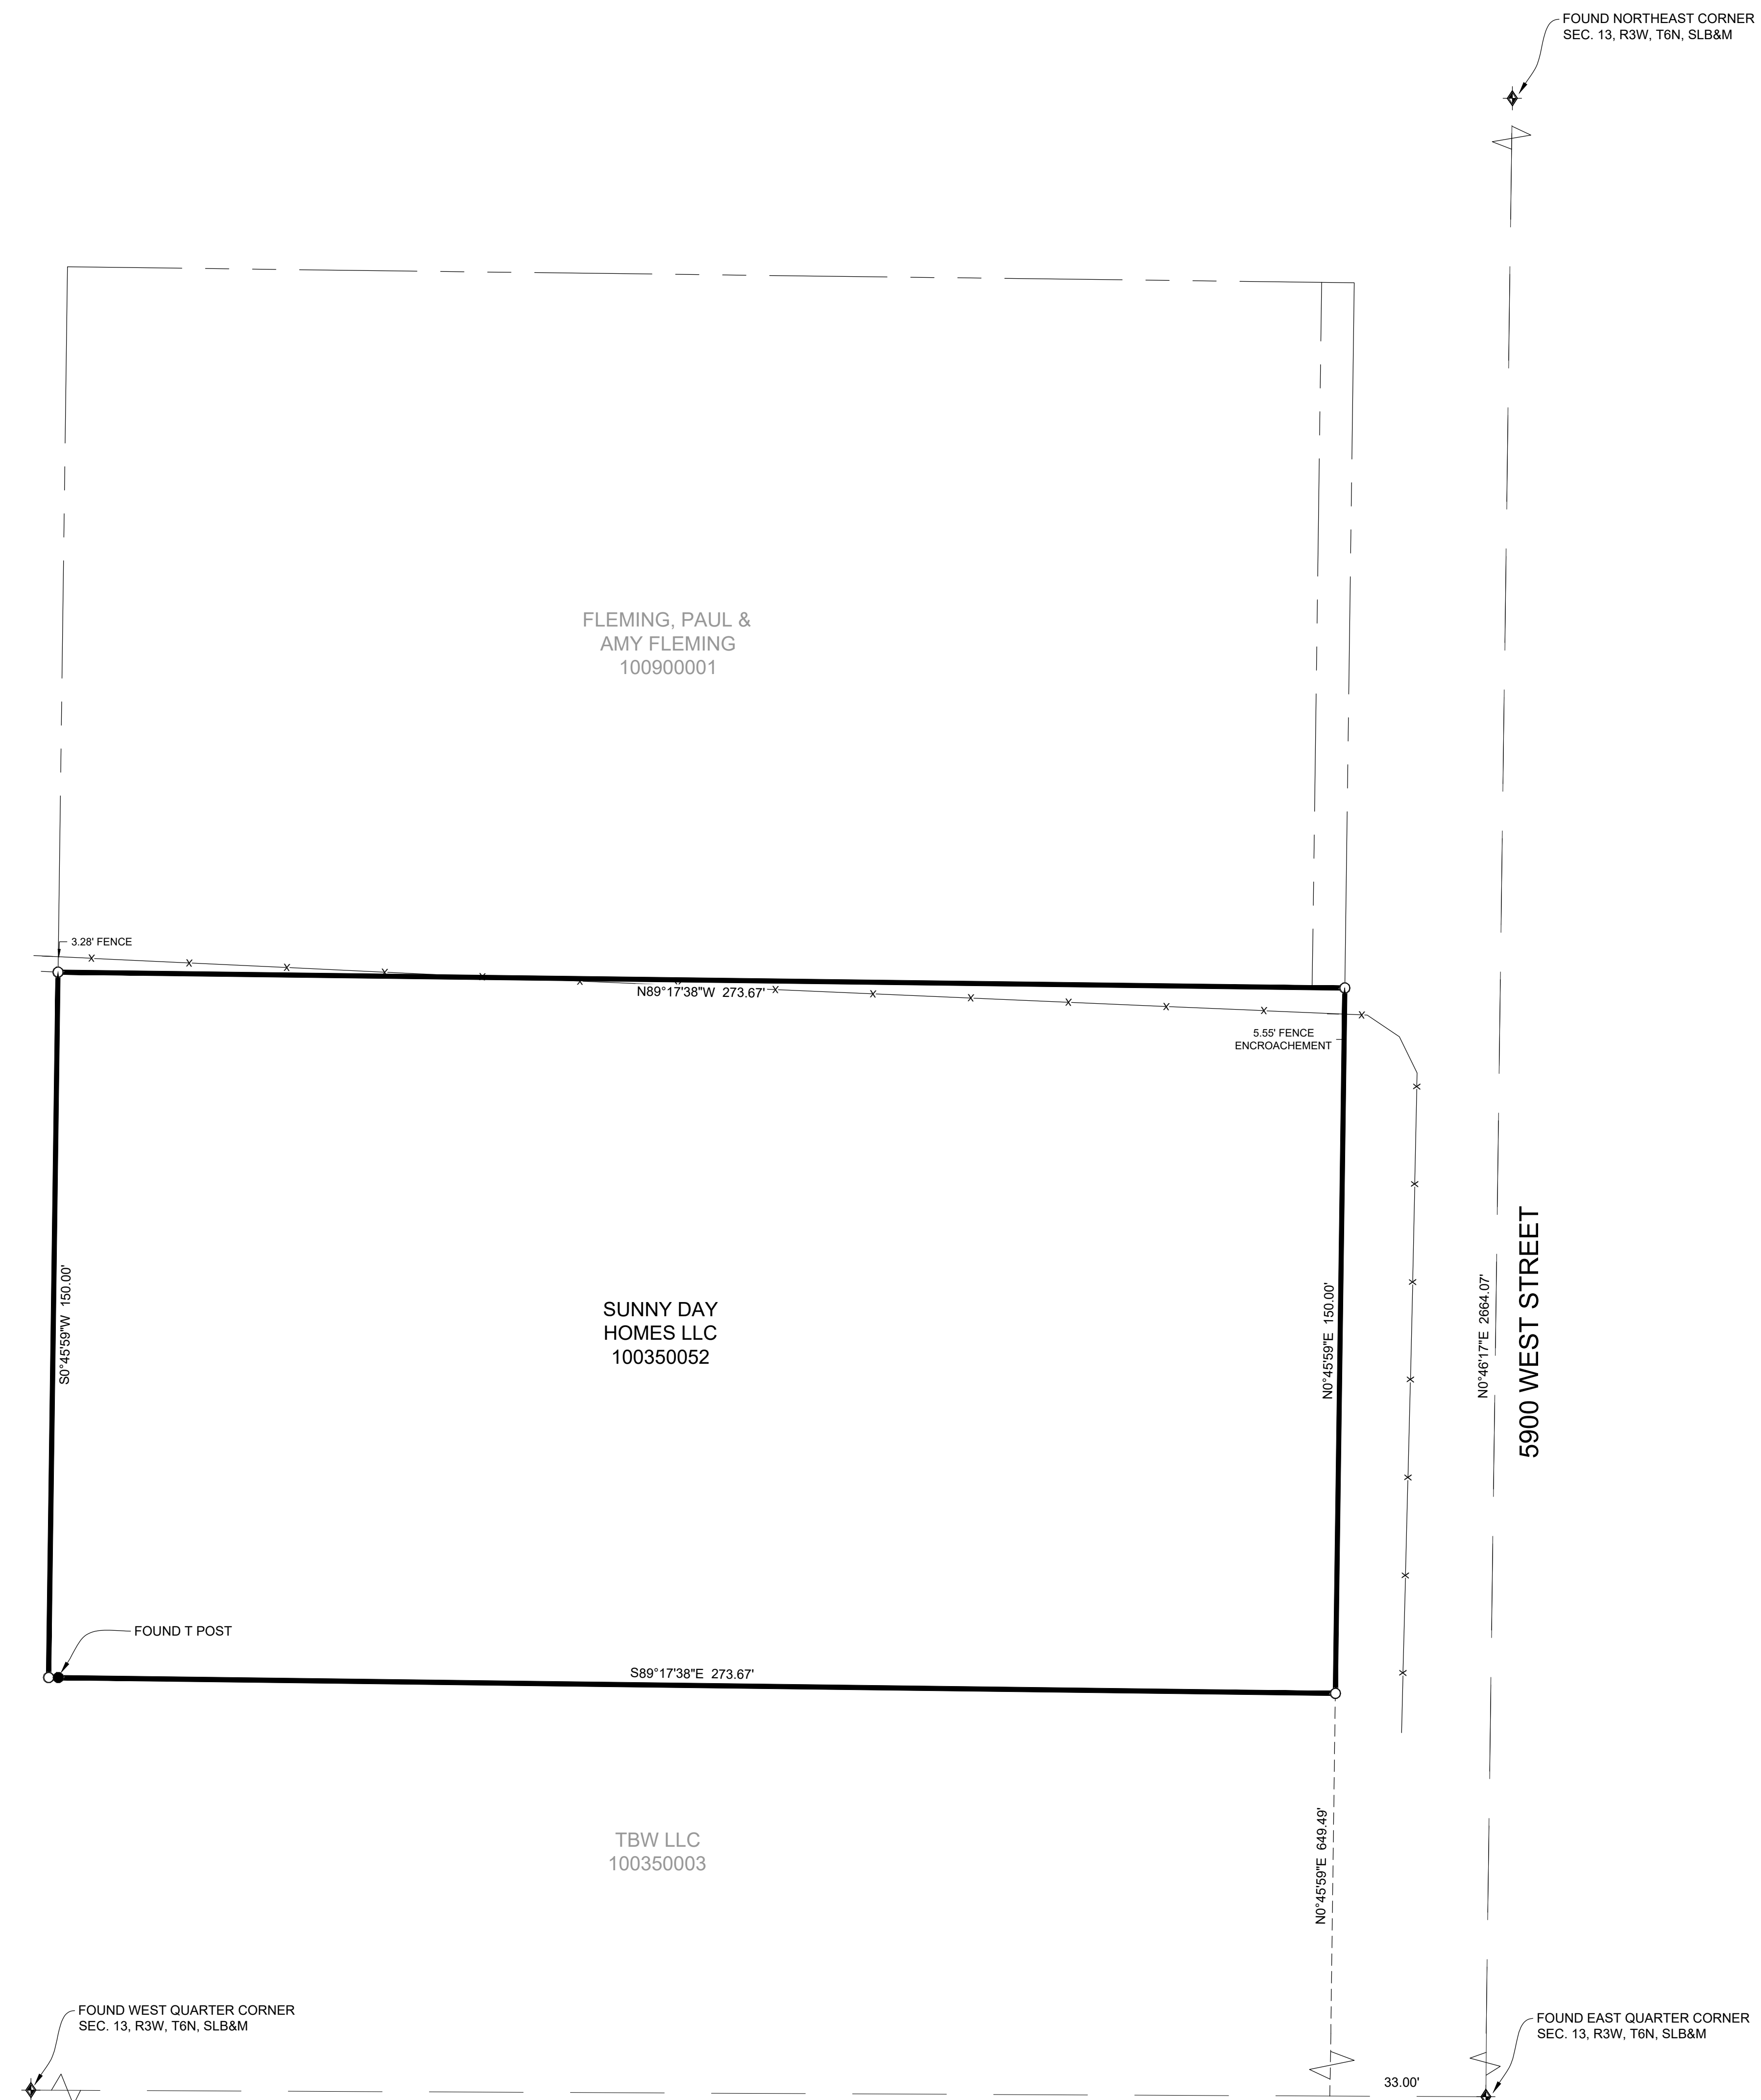 FOUND NORTHEAST CORNER
SEC. 13, R3W, T6N, SLB&M
FLEMING, PAUL &
AMY FLEMING
100900001
3.28' FENCE
N89°17'38"W 273.67'
5.55' FENCE
ENCROACHEMENT
S0°45'59"W 150.00'
SUNNY DAY
HOMES LLC
100350052
N0°45'59"E 150.00'
N0°46'17"E 2664.07'
5900 WEST STREET
FOUND T POST
S89°17'38"E 273.67'
TBW LLC
100350003
N0°45'59"E 649.49'
FOUND WEST QUARTER CORNER
SEC. 13, R3W, T6N, SLB&M
FOUND EAST QUARTER CORNER
SEC. 13, R3W, T6N, SLB&M
33.00'